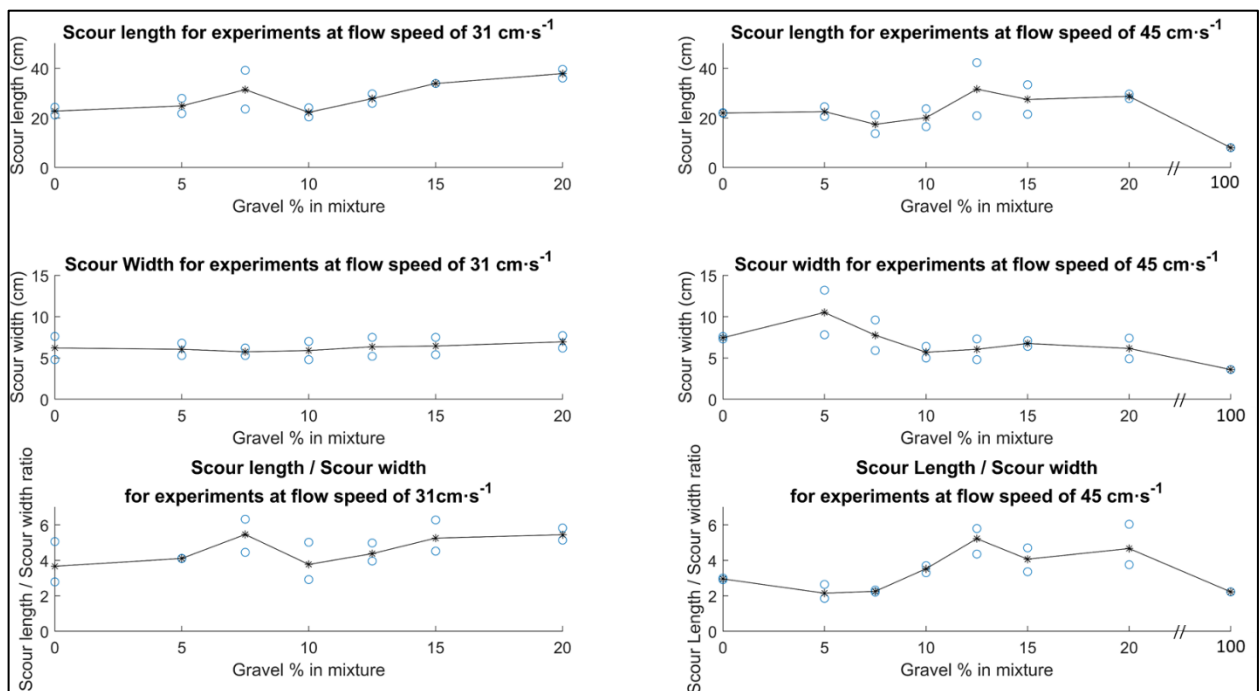 Scour length for experiments at flow speed of 31 cm·s⁻¹
Scour length (cm)
40
20
0
0 5 10 15 20
Gravel % in mixture
Scour length for experiments at flow speed of 45 cm·s⁻¹
Scour length (cm)
40
20
0
0 5 10 15 20 // 100
Gravel % in mixture
Scour Width for experiments at flow speed of 31 cm·s⁻¹
Scour width (cm)
15
10
5
0
0 5 10 15 20
Gravel % in mixture
Scour width for experiments at flow speed of 45 cm·s⁻¹
Scour width (cm)
15
10
5
0
0 5 10 15 20 // 100
Gravel % in mixture
Scour length / Scour width
for experiments at flow speed of 31cm·s⁻¹
Scour length / Scour width ratio
6
4
2
0
0 5 10 15 20
Gravel % in mixture
Scour Length / Scour width
for experiments at flow speed of 45 cm·s⁻¹
Scour Length / Scour width ratio
6
4
2
0
0 5 10 15 20 // 100
Gravel % in mixture